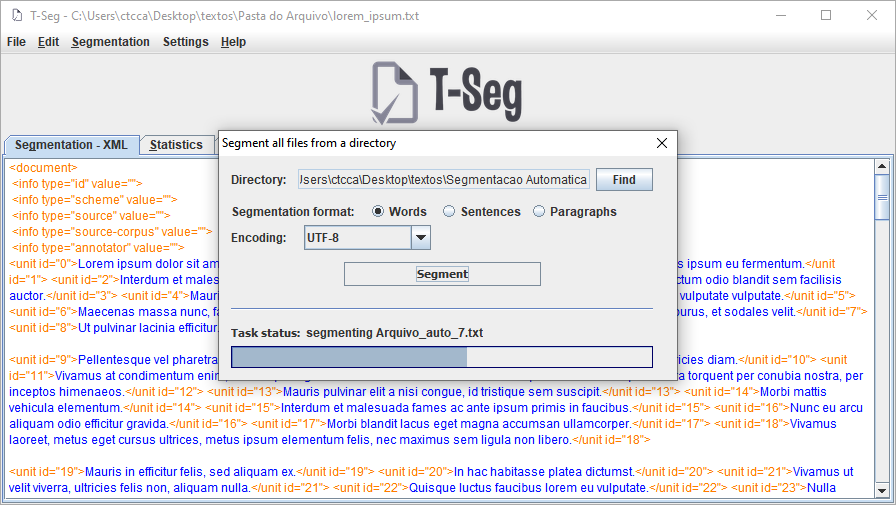 T-Seg - C:\Users\ctcca\Desktop\textos\Pasta do Arquivo\lorem_ipsum.txt
File Edit Segmentation Settings Help
T-Seg
Segmentation - XML Statistics
Segment all files from a directory
Directory: Jsers\ctcca\Desktop\textos\Segmentacao Automatica Find
Segmentation format: Words Sentences Paragraphs
Encoding: UTF-8
Segment
Task status: segmenting Arquivo_auto_7.txt
<document>
<info type="id" value="">
<info type="scheme" value="">
<info type="source" value="">
<info type="source-corpus" value="">
<info type="annotator" value="">
<unit id="0">Lorem ipsum dolor sit am s ipsum eu fermentum.</unit
id="1"> <unit id="2">Interdum et males ctum odio blandit sem facilisis
auctor.</unit id="3"> <unit id="4">Mauri vulputate vulputate.</unit id="5">
<unit id="6">Maecenas massa nunc, fa purus, et sodales velit.</unit id="7">
<unit id="8">Ut pulvinar lacinia efficitur.
<unit id="9">Pellentesque vel pharetra ricies diam.</unit id="10"> <unit
id="11">Vivamus at condimentum enim a torquent per conubia nostra, per
inceptos himenaeos.</unit id="12"> <unit id="13">Mauris pulvinar elit a nisi congue, id tristique sem suscipit.</unit id="13"> <unit id="14">Morbi mattis
vehicula elementum.</unit id="14"> <unit id="15">Interdum et malesuada fames ac ante ipsum primis in faucibus.</unit id="15"> <unit id="16">Nunc eu arcu
aliquam odio efficitur gravida.</unit id="16"> <unit id="17">Morbi blandit lacus eget magna accumsan ullamcorper.</unit id="17"> <unit id="18">Vivamus
laoreet, metus eget cursus ultrices, metus ipsum elementum felis, nec maximus sem ligula non libero.</unit id="18">
<unit id="19">Mauris in efficitur felis, sed aliquam ex.</unit id="19"> <unit id="20">In hac habitasse platea dictumst.</unit id="20"> <unit id="21">Vivamus ut
velit viverra, ultricies felis non, aliquam nulla.</unit id="21"> <unit id="22">Quisque luctus faucibus lorem eu vulputate.</unit id="22"> <unit id="23">Nulla